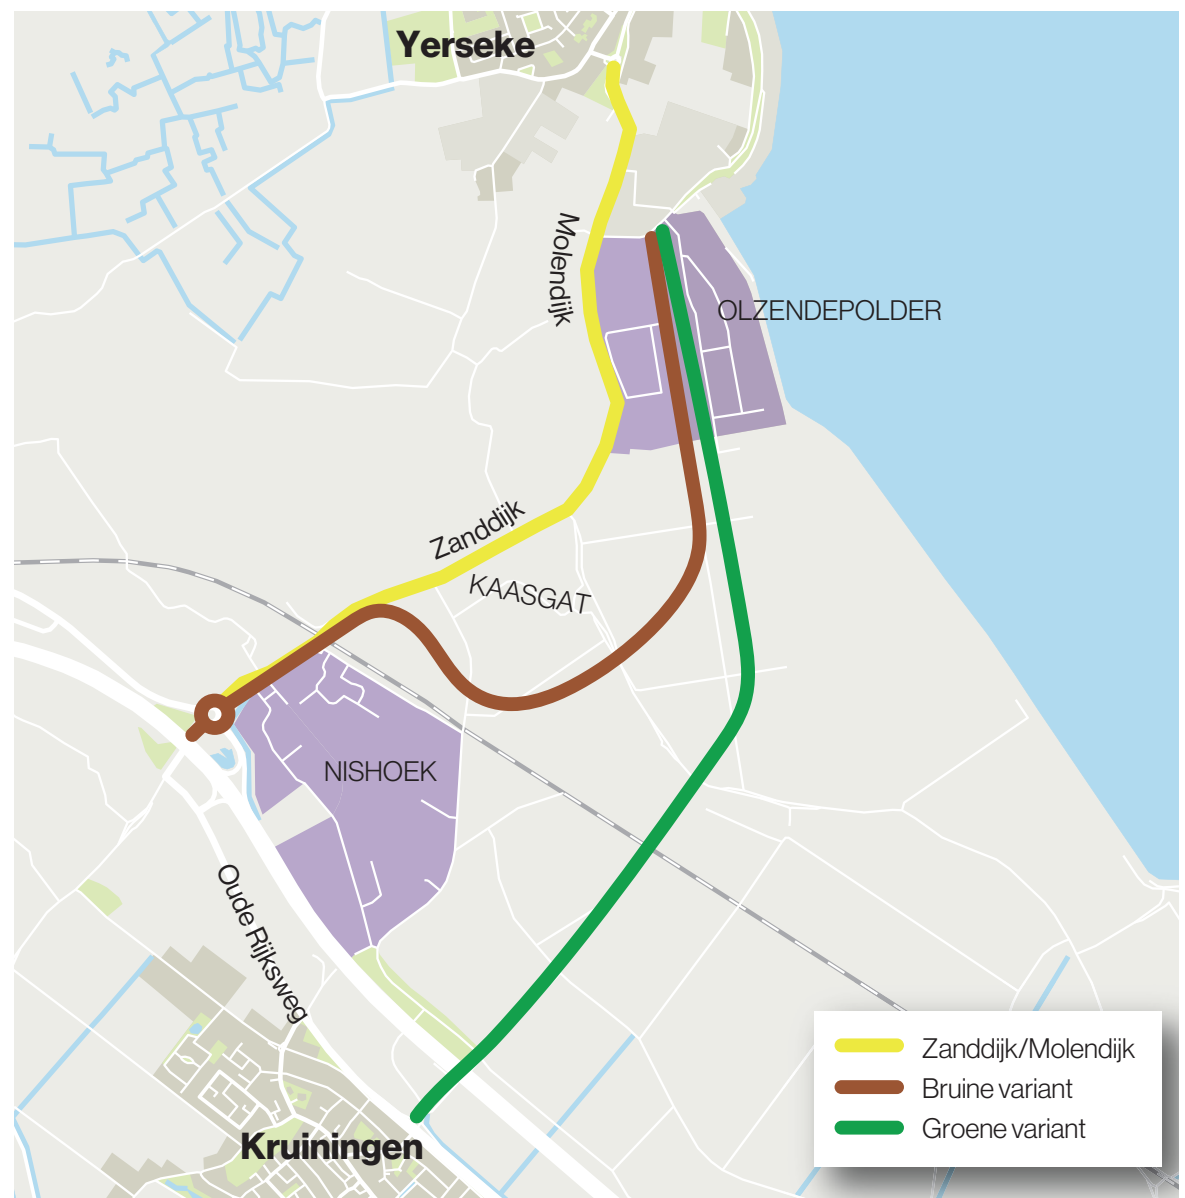 Yerseke
Molendijk
OLZENDEPOLDER
Zanddijk
KAASGAT
NISHOEK
Oude Rijksweg
Kruiningen
Zanddijk/Molendijk
Bruine variant
Groene variant